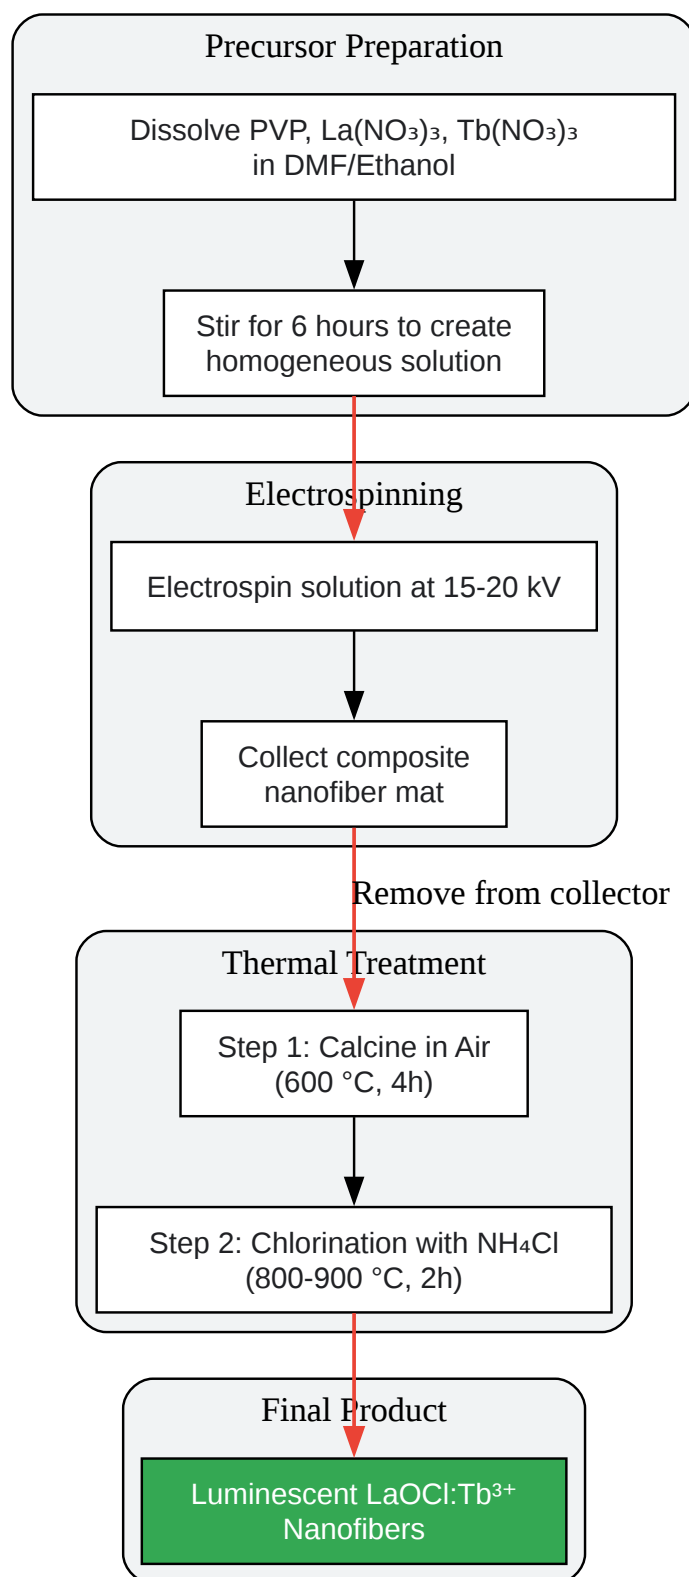 Precursor Preparation
Dissolve PVP, La(NO₃)₃, Tb(NO₃)₃
in DMF/Ethanol
Stir for 6 hours to create
homogeneous solution
Electrospinning
Electrospin solution at 15-20 kV
Collect composite
nanofiber mat
Remove from collector
Thermal Treatment
Step 1: Calcine in Air
(600 °C, 4h)
Step 2: Chlorination with NH₄Cl
(800-900 °C, 2h)
Final Product
Luminescent LaOCl:Tb³⁺
Nanofibers